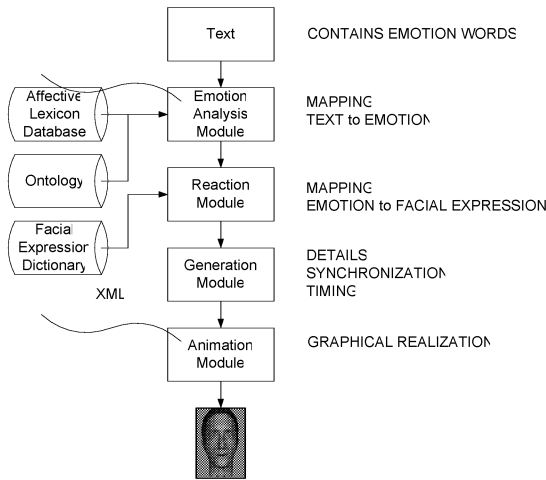 Text
CONTAINS EMOTION WORDS
Affective
Lexicon
Database
Emotion
Analysis
Module
MAPPING
TEXT to EMOTION
Ontology
Reaction
Module
MAPPING
EMOTION to FACIAL EXPRESSION
Facial
Expression
Dictionary
Generation
Module
DETAILS
SYNCHRONIZATION
TIMING
XML
Animation
Module
GRAPHICAL REALIZATION